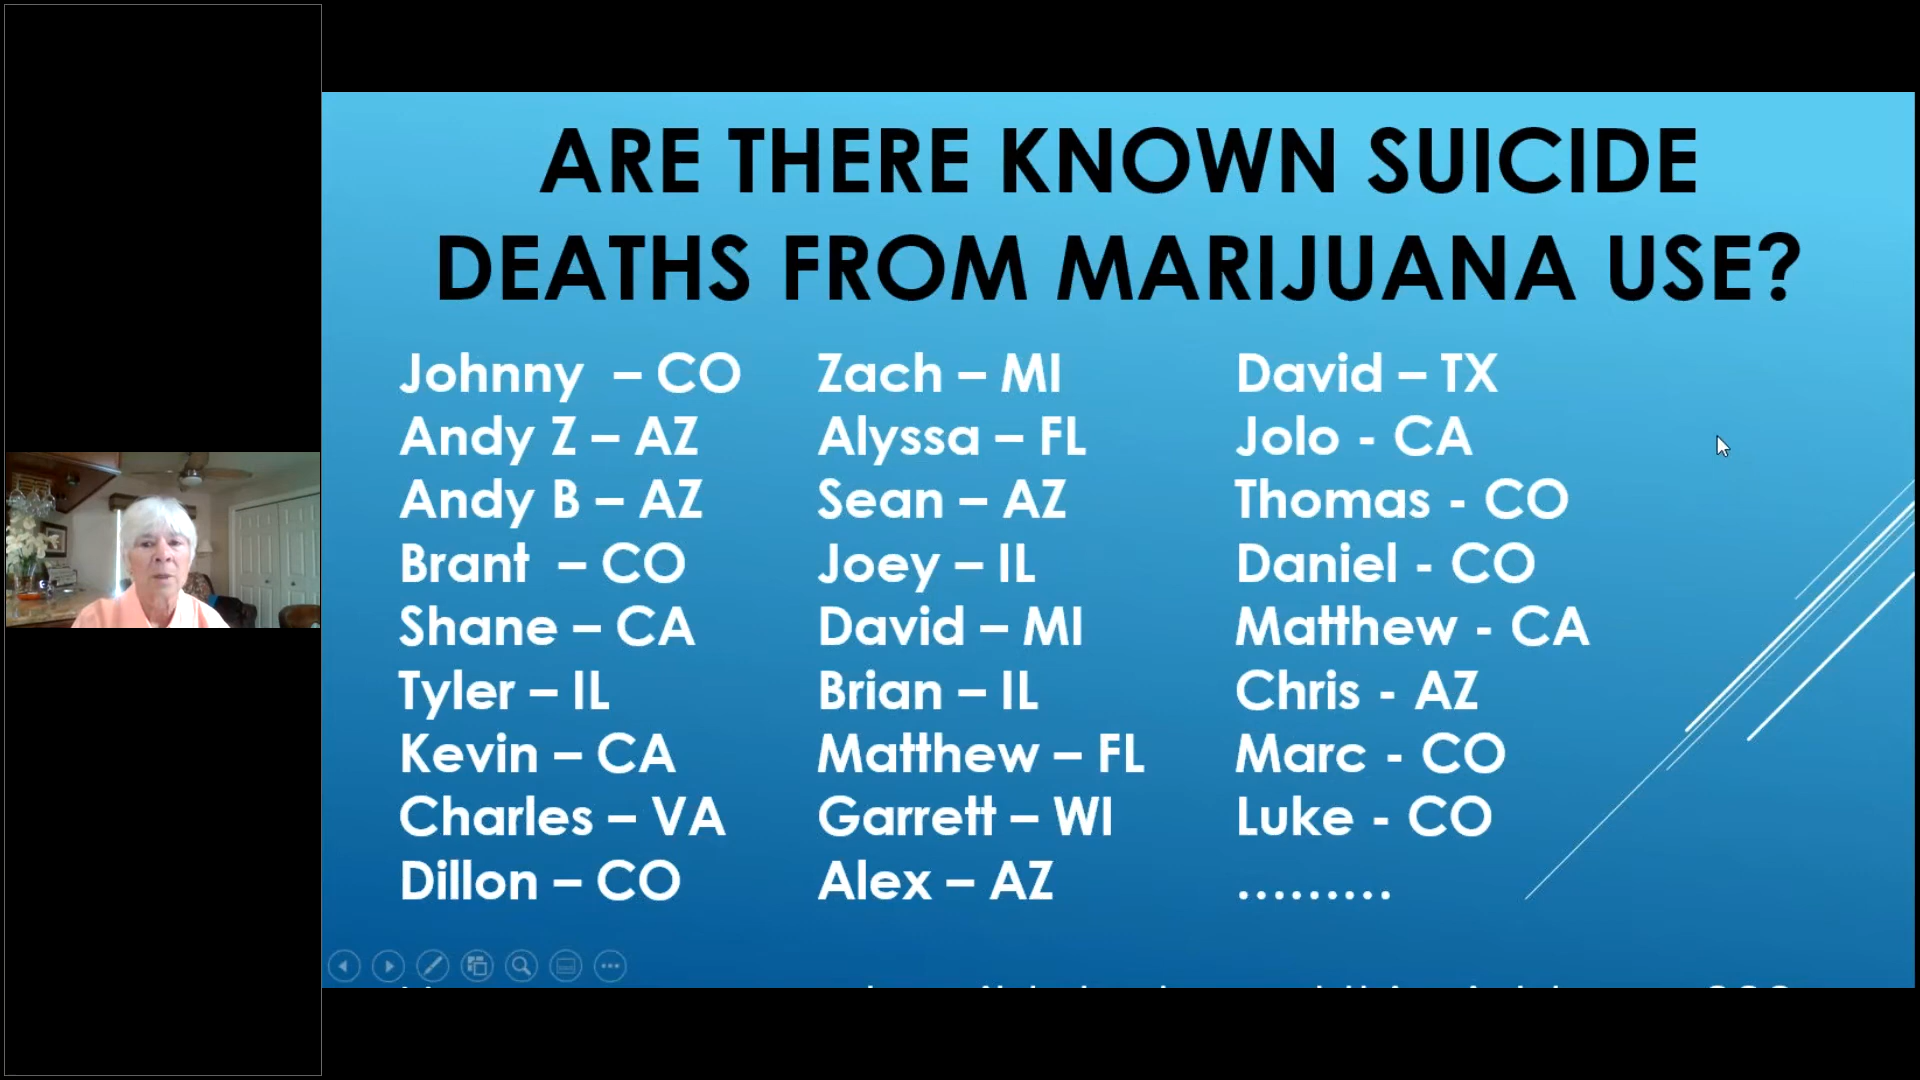 ARE THERE KNOWN SUICIDE
DEATHS FROM MARIJUANA USE?
Johnny – CO
Andy Z – AZ
Andy B – AZ
Brant – CO
Shane – CA
Tyler – IL
Kevin – CA
Charles – VA
Dillon – CO
Zach – MI
Alyssa – FL
Sean – AZ
Joey – IL
David – MI
Brian – IL
Matthew – FL
Garrett – WI
Alex – AZ
David – TX
Jolo - CA
Thomas - CO
Daniel - CO
Matthew - CA
Chris - AZ
Marc - CO
Luke - CO
.........